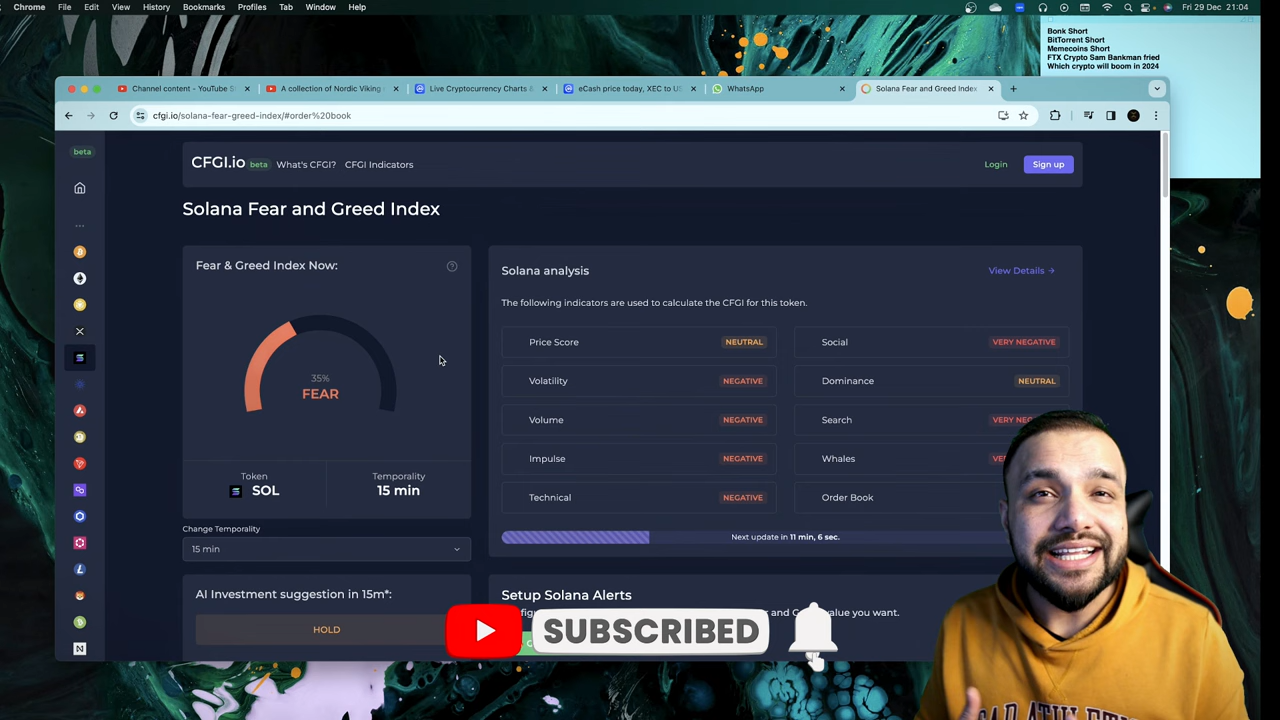 Chrome File Edit View History Bookmarks Profiles Tab Window Help Fri 29 Dec 21:04
Bonk Short
BitTorrent Short
Memecoins Short
FTX Crypto Sam Bankman fried
Which crypto will boom in 2024
Channel content - YouTube S A collection of Nordic Viking Live Cryptocurrency Charts & eCash price today, XEC to US WhatsApp Solana Fear and Greed Index
cfgi.io/solana-fear-greed-index/#order%20book
beta
CFGI.io beta What's CFGI? CFGI Indicators Login Sign up
Solana Fear and Greed Index
Fear & Greed Index Now:
35%
FEAR
Token
SOL
Temporality
15 min
Change Temporality
15 min
AI Investment suggestion in 15m*:
HOLD
Solana analysis View Details →
The following indicators are used to calculate the CFGI for this token.
Price Score NEUTRAL Social VERY NEGATIVE
Volatility NEGATIVE Dominance NEUTRAL
Volume NEGATIVE Search VERY
Impulse NEGATIVE Whales
Technical NEGATIVE Order Book
Next update in 11 min, 6 sec.
Setup Solana Alerts
value you want.
SUBSCRIBED